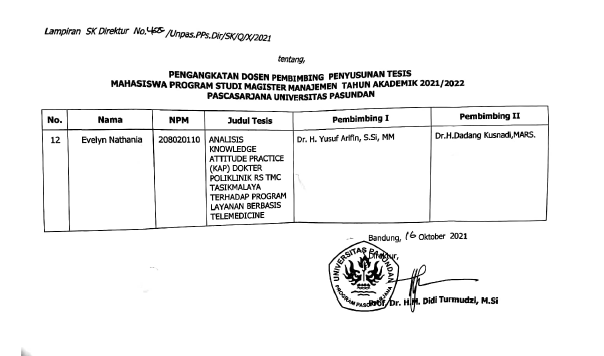 Lampiran SK Direktur No. /Unpas.PPs.Dir/SK/Q/X/2021
tentang,
PENGANGKATAN DOSEN PEMBIMBING PENYUSUNAN TESIS
MAHASISWA PROGRAM STUDI MAGISTER MANAJEMEN TAHUN AKADEMIK 2021/2022
PASCASARJANA UNIVERSITAS PASUNDAN
No. Nama NPM Judul Tesis Pembimbing I Pembimbing II
12 Evelyn Nathania 208020110 ANALISIS Dr. H. Yusuf Arifin, S.Si, MM Dr.H.Dadang Kusnadi,MARS.
KNOWLEDGE
ATTITUDE PRACTICE
(KAP) DOKTER
POLIKLINIK RS TMC
TASIKMALAYA
TERHADAP PROGRAM
LAYANAN BERBASIS
TELEMEDICINE
Bandung, 16 Oktober 2021
Direktur,
UNIVERSITAS PASUNDAN
PROGRAM PASCASARJANA
Prof. Dr. H.M. Didi Turmudzi, M.Si